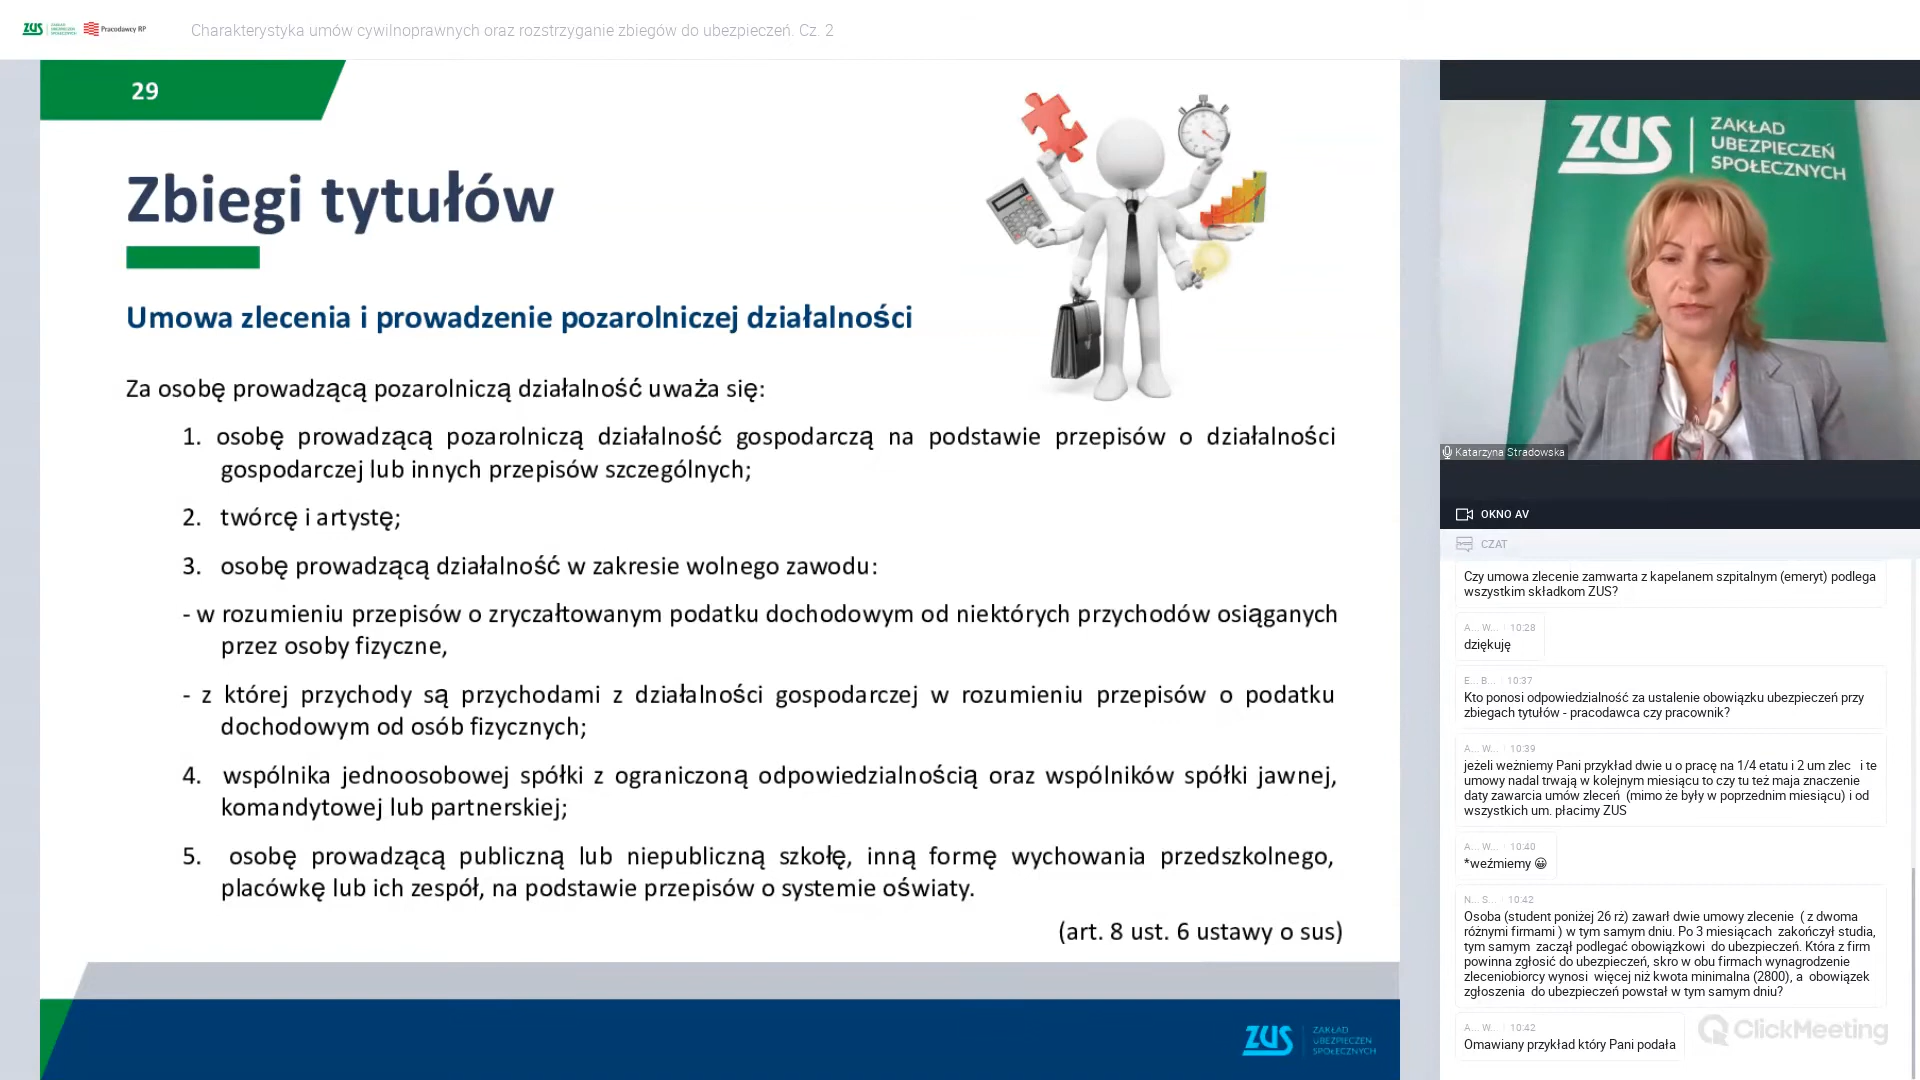 ZUS ZAKŁAD UBEZPIECZEŃ SPOŁECZNYCH Pracodawcy RP
Charakterystyka umów cywilnoprawnych oraz rozstrzyganie zbiegów do ubezpieczeń. Cz. 2
29
Zbiegi tytułów
Umowa zlecenia i prowadzenie pozarolniczej działalności
Za osobę prowadzącą pozarolniczą działalność uważa się:
1. osobę prowadzącą pozarolniczą działalność gospodarczą na podstawie przepisów o działalności
gospodarczej lub innych przepisów szczególnych;
2. twórcę i artystę;
3. osobę prowadzącą działalność w zakresie wolnego zawodu:
- w rozumieniu przepisów o zryczałtowanym podatku dochodowym od niektórych przychodów osiąganych
przez osoby fizyczne,
- z której przychody są przychodami z działalności gospodarczej w rozumieniu przepisów o podatku
dochodowym od osób fizycznych;
4. wspólnika jednoosobowej spółki z ograniczoną odpowiedzialnością oraz wspólników spółki jawnej,
komandytowej lub partnerskiej;
5. osobę prowadzącą publiczną lub niepubliczną szkołę, inną formę wychowania przedszkolnego,
placówkę lub ich zespół, na podstawie przepisów o systemie oświaty.
(art. 8 ust. 6 ustawy o sus)
ZUS ZAKŁAD
UBEZPIECZEŃ
SPOŁECZNYCH
ZUS ZAKŁAD
UBEZPIECZEŃ
SPOŁECZNYCH
Katarzyna Stradowska
OKNO AV
CZAT
Czy umowa zlecenie zamwarta z kapelanem szpitalnym (emeryt) podlega
wszystkim składkom ZUS?
A... W... 10:28
dziękuję
E... B... 10:37
Kto ponosi odpowiedzialność za ustalenie obowiązku ubezpieczeń przy
zbiegach tytułów - pracodawca czy pracownik?
A... W... 10:39
jeżeli weżniemy Pani przykład dwie u o pracę na 1/4 etatu i 2 um zlec i te
umowy nadal trwają w kolejnym miesiącu to czy tu też maja znaczenie
daty zawarcia umów zleceń (mimo że były w poprzednim miesiącu) i od
wszystkich um. płacimy ZUS
A... W... 10:40
*weźmiemy 😀
N... S... 10:42
Osoba (student poniżej 26 rż) zawarł dwie umowy zlecenie ( z dwoma
różnymi firmami ) w tym samym dniu. Po 3 miesiącach zakończył studia,
tym samym zaczął podlegać obowiązkowi do ubezpieczeń. Która z firm
powinna zgłosić do ubezpieczeń, skro w obu firmach wynagrodzenie
zleceniobiorcy wynosi więcej niż kwota minimalna (2800), a obowiązek
zgłoszenia do ubezpieczeń powstał w tym samym dniu?
A... W... 10:42
Omawiany przykład który Pani podała
ClickMeeting